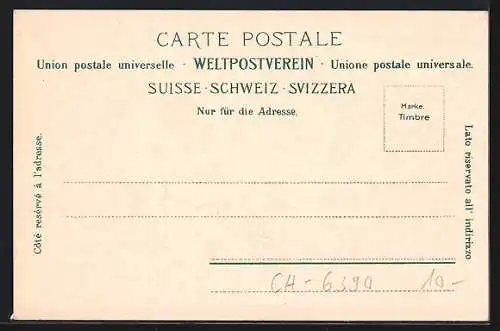 CARTE POSTALE
Union postale universelle · WELTPOSTVEREIN · Unione postale universale.
SUISSE · SCHWEIZ · SVIZZERA
Nur für die Adresse.
Marke.
Timbre
Côté resérvé à l'adresse.
Lato riservato all' indirizzo
CH - 6390 10.-